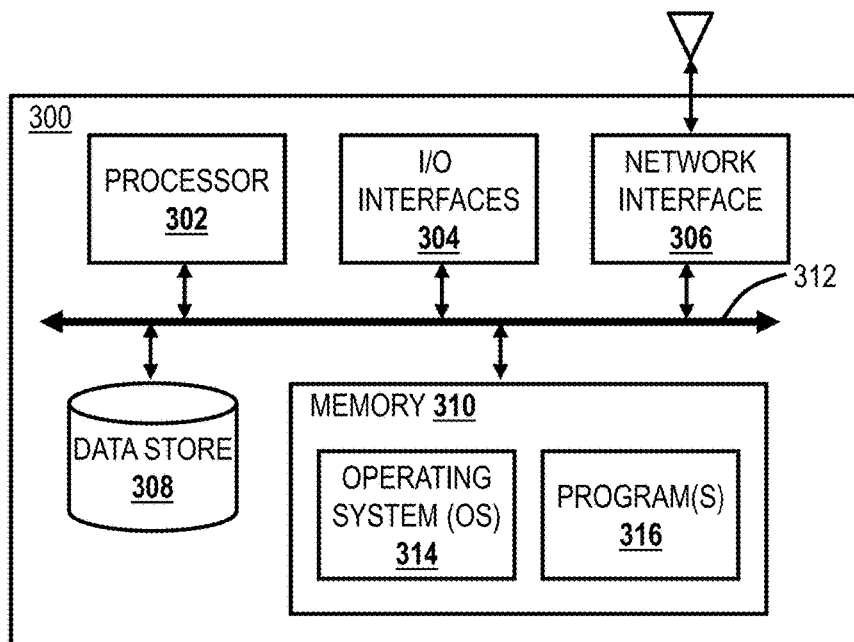 300
PROCESSOR
302
I/O
INTERFACES
304
NETWORK
INTERFACE
306
312
DATA STORE
308
MEMORY 310
OPERATING
SYSTEM (OS)
314
PROGRAM(S)
316